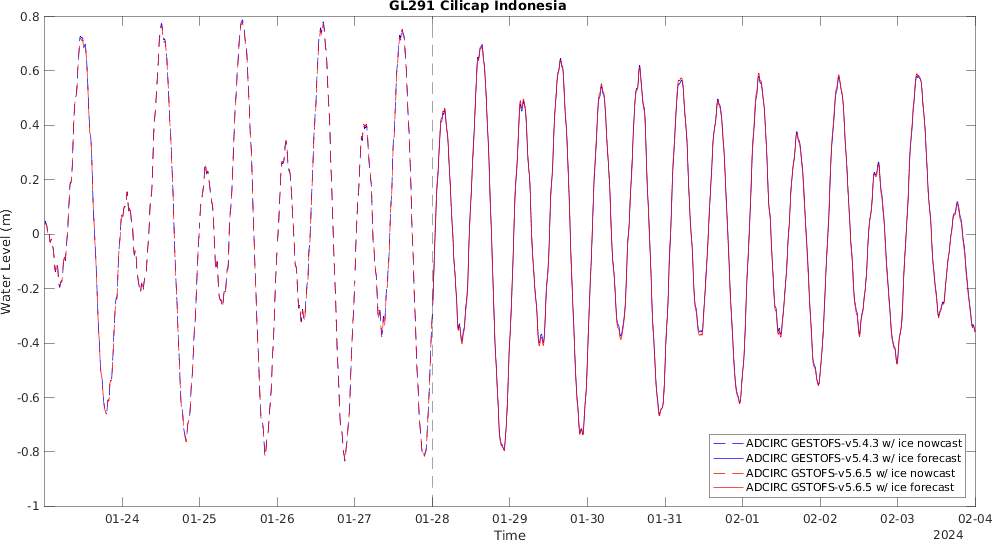 GL291 Cilicap Indonesia
Water Level (m)
0.8
0.6
0.4
0.2
0
-0.2
-0.4
-0.6
-0.8
-1
ADCIRC GESTOFS-v5.4.3 w/ ice nowcast
ADCIRC GESTOFS-v5.4.3 w/ ice forecast
ADCIRC GSTOFS-v5.6.5 w/ ice nowcast
ADCIRC GSTOFS-v5.6.5 w/ ice forecast
01-24 01-25 01-26 01-27 01-28 01-29 01-30 01-31 02-01 02-02 02-03 02-04
Time
2024